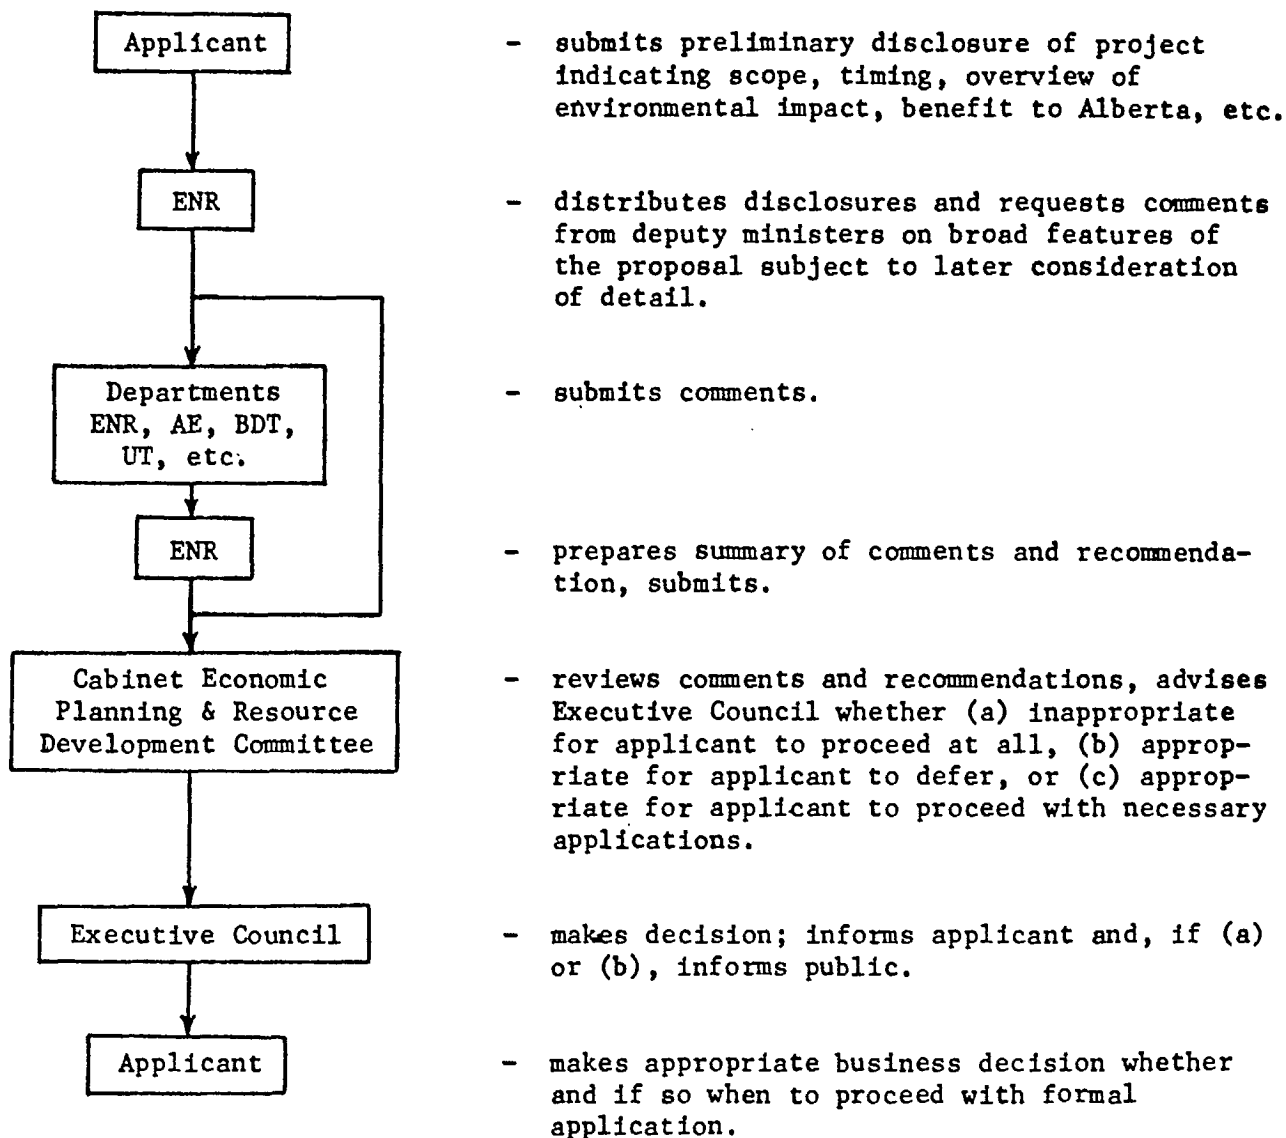 Applicant
- submits preliminary disclosure of project
indicating scope, timing, overview of
environmental impact, benefit to Alberta, etc.
ENR
- distributes disclosures and requests comments
from deputy ministers on broad features of
the proposal subject to later consideration
of detail.
Departments
ENR, AE, BDT,
UT, etc.
- submits comments.
ENR
- prepares summary of comments and recommenda-
tion, submits.
Cabinet Economic
Planning & Resource
Development Committee
- reviews comments and recommendations, advises
Executive Council whether (a) inappropriate
for applicant to proceed at all, (b) approp-
riate for applicant to defer, or (c) approp-
riate for applicant to proceed with necessary
applications.
Executive Council
- makes decision; informs applicant and, if (a)
or (b), informs public.
Applicant
- makes appropriate business decision whether
and if so when to proceed with formal
application.